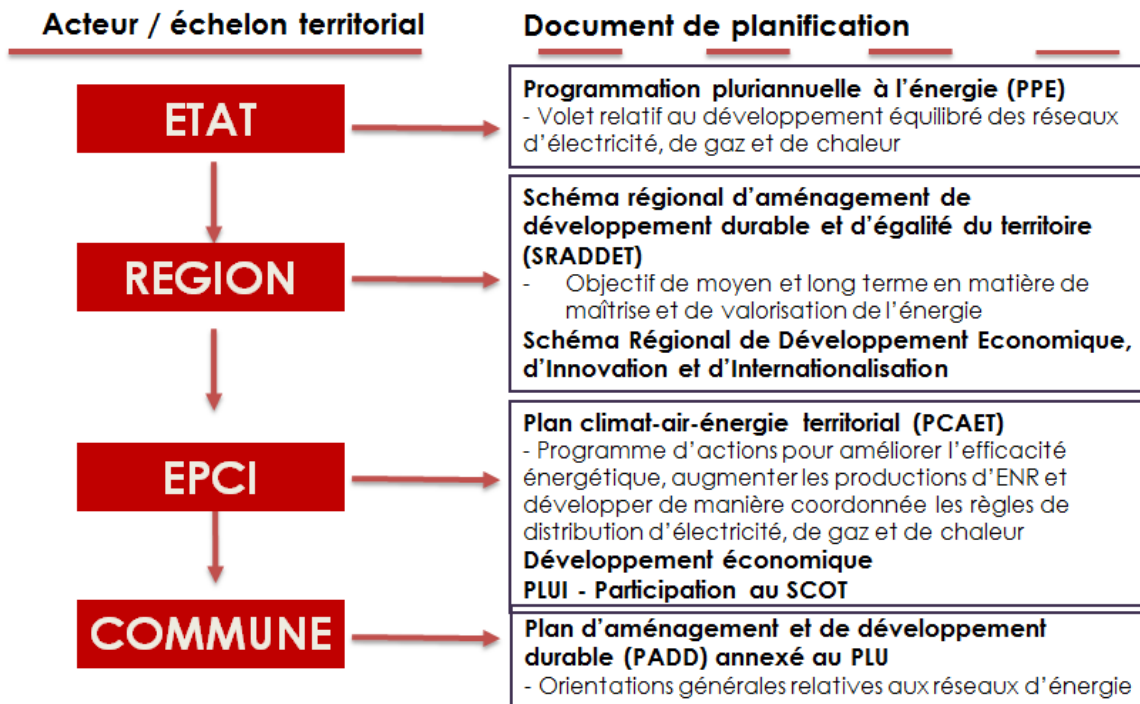 Acteur / échelon territorial
Document de planification
ETAT
Programmation pluriannuelle à l'énergie (PPE)
- Volet relatif au développement équilibré des réseaux
d'électricité, de gaz et de chaleur
REGION
Schéma régional d'aménagement de
développement durable et d'égalité du territoire
(SRADDET)
- Objectif de moyen et long terme en matière de
maîtrise et de valorisation de l'énergie
Schéma Régional de Développement Economique,
d'Innovation et d'Internationalisation
EPCI
Plan climat-air-énergie territorial (PCAET)
- Programme d'actions pour améliorer l'efficacité
énergétique, augmenter les productions d'ENR et
développer de manière coordonnée les règles de
distribution d'électricité, de gaz et de chaleur
Développement économique
PLUI - Participation au SCOT
COMMUNE
Plan d'aménagement et de développement
durable (PADD) annexé au PLU
- Orientations générales relatives aux réseaux d'énergie